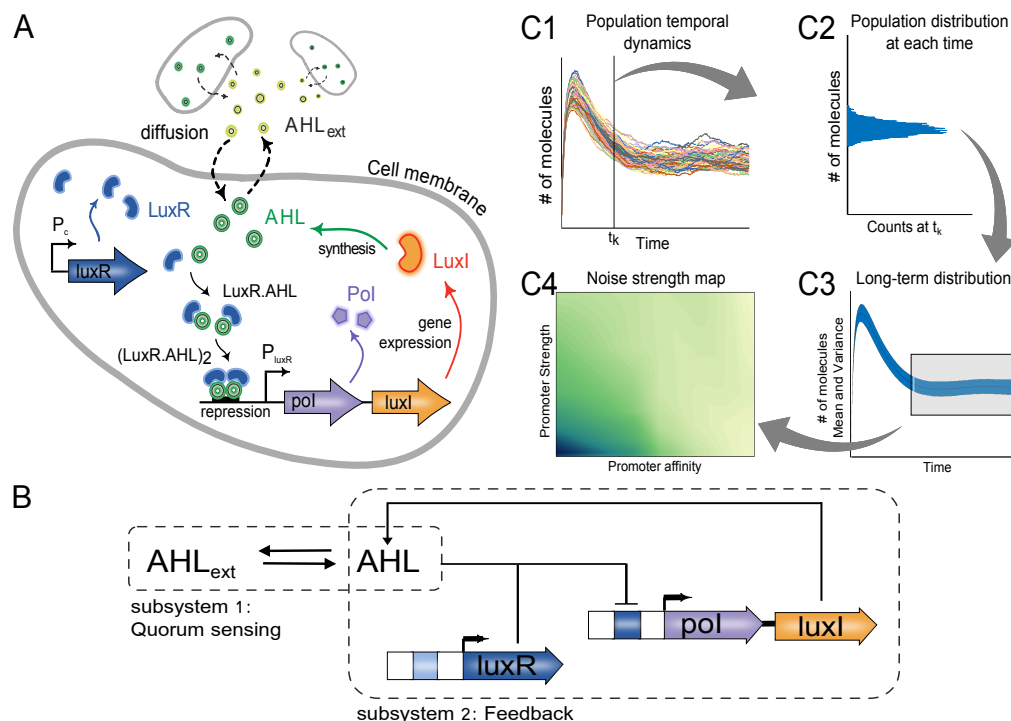 A
diffusion
AHLext
Cell membrane
LuxR
AHL
Pc
luxR
synthesis
LuxI
LuxR.AHL
PoI
gene
expression
(LuxR.AHL)2
PluxR
repression
poI
luxI
C1
Population temporal
dynamics
# of molecules
tk
Time
C2
Population distribution
at each time
# of molecules
Counts at tk
C4
Noise strength map
Promoter Strength
Promoter affinity
C3
Long-term distribution
# of molecules
Mean and Variance
Time
B
AHLext
AHL
subsystem 1:
Quorum sensing
poI
luxI
luxR
subsystem 2: Feedback